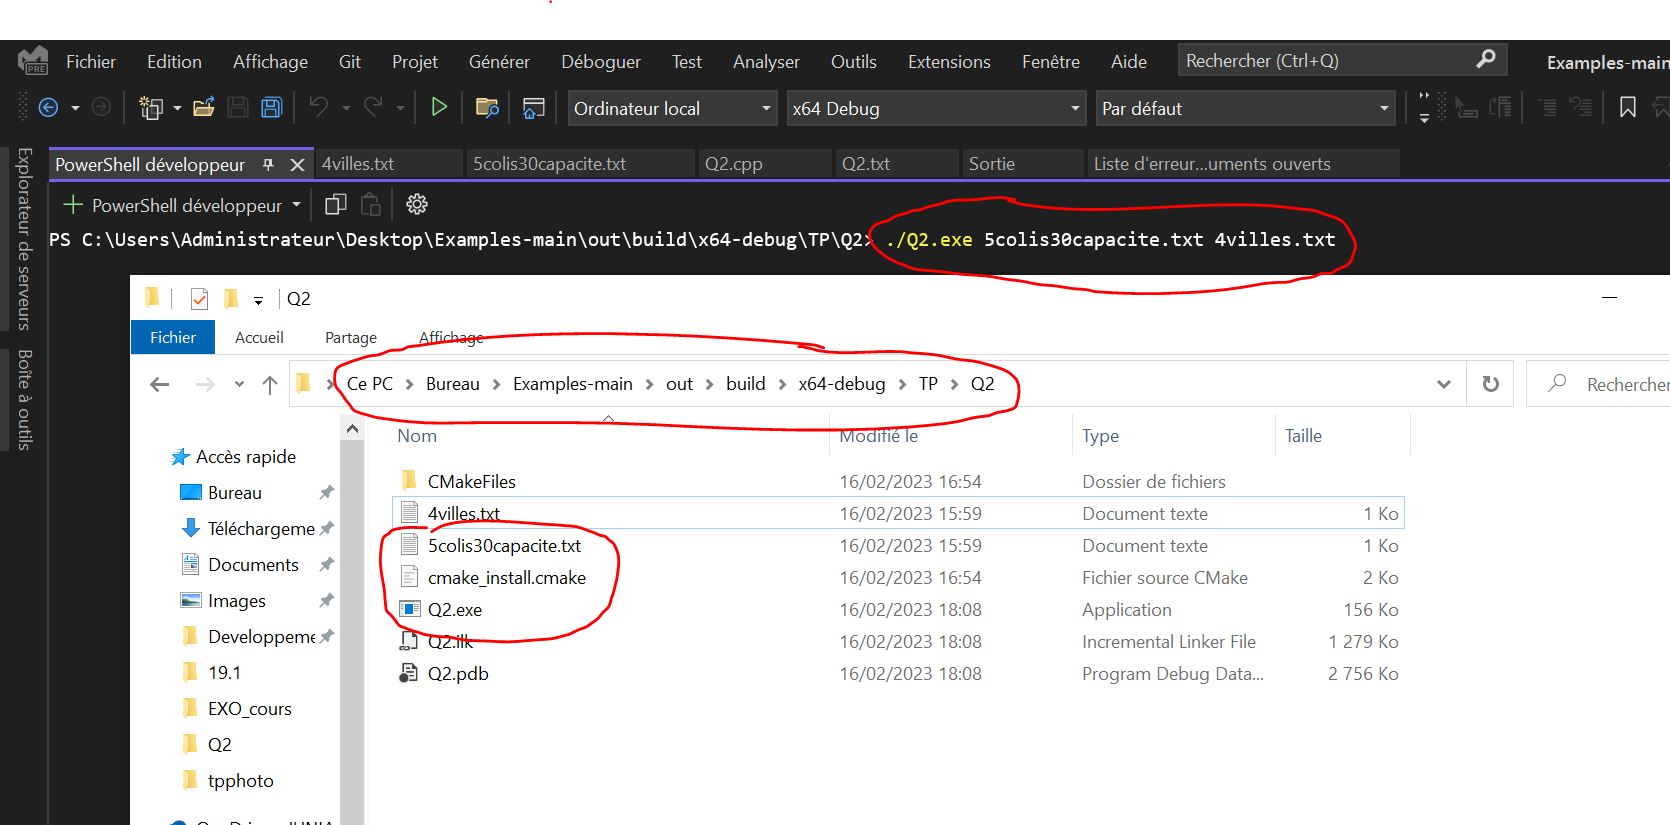 PRE Fichier Edition Affichage Git Projet Générer Déboguer Test Analyser Outils Extensions Fenêtre Aide Rechercher (Ctrl+Q) Examples-main
Ordinateur local x64 Debug Par défaut
Explorateur de serveurs
Boîte à outils
PowerShell développeur 4villes.txt 5colis30capacite.txt Q2.cpp Q2.txt Sortie Liste d'erreur...uments ouverts
PowerShell développeur
PS C:\Users\Administrateur\Desktop\Examples-main\out\build\x64-debug\TP\Q2> ./Q2.exe 5colis30capacite.txt 4villes.txt
Q2
Fichier Accueil Partage Affichage
Ce PC > Bureau > Examples-main > out > build > x64-debug > TP > Q2 Rechercher
Nom Modifié le Type Taille
Accès rapide
Bureau
Téléchargeme
Documents
Images
Developpeme
19.1
EXO_cours
Q2
tpphoto
CMakeFiles 16/02/2023 16:54 Dossier de fichiers
4villes.txt 16/02/2023 15:59 Document texte 1 Ko
5colis30capacite.txt 16/02/2023 15:59 Document texte 1 Ko
cmake_install.cmake 16/02/2023 16:54 Fichier source CMake 2 Ko
Q2.exe 16/02/2023 18:08 Application 156 Ko
Q2.ilk 16/02/2023 18:08 Incremental Linker File 1 279 Ko
Q2.pdb 16/02/2023 18:08 Program Debug Data... 2 756 Ko